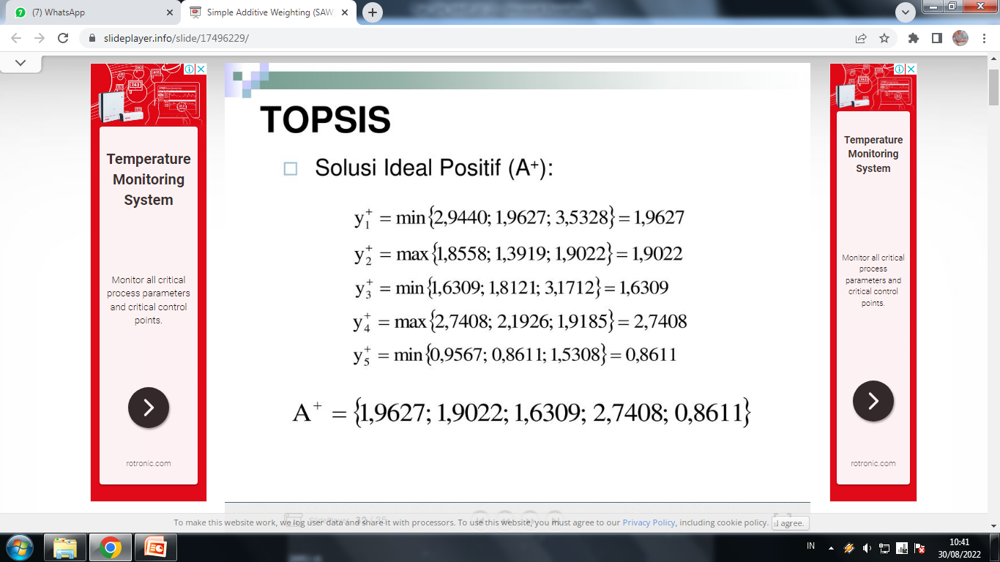 (7) WhatsApp
Simple Additive Weighting (SAW
slideplayer.info/slide/17496229/
TOPSIS
Solusi Ideal Positif (A⁺):
y₁⁺ = min{2,9440; 1,9627; 3,5328} = 1,9627
y₂⁺ = max{1,8558; 1,3919; 1,9022} = 1,9022
y₃⁺ = min{1,6309; 1,8121; 3,1712} = 1,6309
y₄⁺ = max{2,7408; 2,1926; 1,9185} = 2,7408
y₅⁺ = min{0,9567; 0,8611; 1,5308} = 0,8611
A⁺ = {1,9627; 1,9022; 1,6309; 2,7408; 0,8611}
Temperature
Monitoring
System
Monitor all critical
process parameters
and critical control
points.
rotronic.com
Temperature
Monitoring
System
Monitor all critical
process
parameters and
critical control
points.
rotronic.com
To make this website work, we log user data and share it with processors. To use this website, you must agree to our Privacy Policy, including cookie policy.
I agree.
IN
10:41
30/08/2022